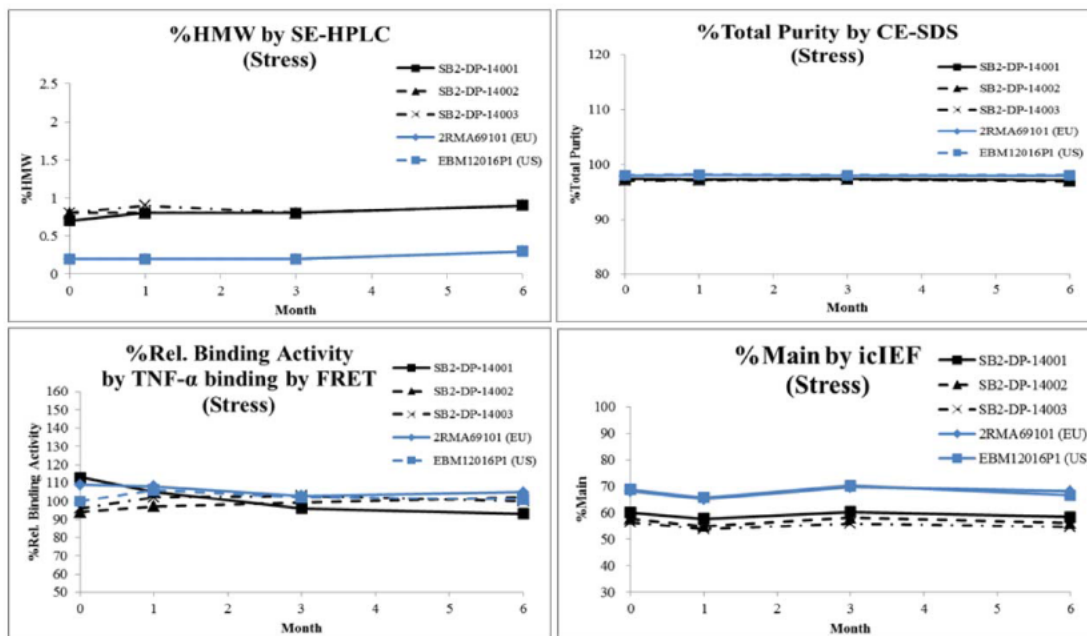 %HMW by SE-HPLC
(Stress)
SB2-DP-14001
SB2-DP-14002
SB2-DP-14003
2RMA69101 (EU)
EBM12016P1 (US)
%HMW
2.5
2
1.5
1
0.5
0
0 1 2 3 4 5 6
Month
%Total Purity by CE-SDS
(Stress)
SB2-DP-14001
SB2-DP-14002
SB2-DP-14003
2RMA69101 (EU)
EBM12016P1 (US)
%Total Purity
120
110
100
90
80
0 1 2 3 4 5 6
Month
%Rel. Binding Activity
by TNF-α binding by FRET
(Stress)
SB2-DP-14001
SB2-DP-14002
SB2-DP-14003
2RMA69101 (EU)
EBM12016P1 (US)
%Rel. Binding Activity
160
150
140
130
120
110
100
90
80
70
60
50
0 1 2 3 4 5 6
Month
%Main by icIEF
(Stress)
SB2-DP-14001
SB2-DP-14002
SB2-DP-14003
2RMA69101 (EU)
EBM12016P1 (US)
%Main
100
90
80
70
60
50
40
30
0 1 2 3 4 5 6
Month